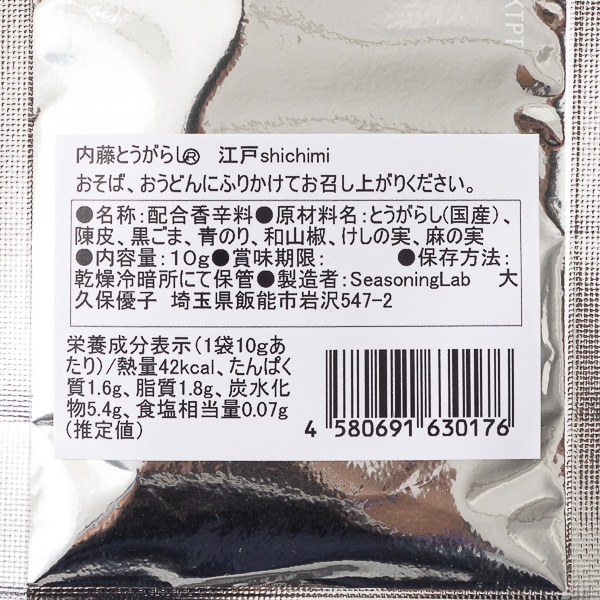 KTPT
内藤とうがらし® 江戸shichimi
おそば、おうどんにふりかけてお召し上がりください。
●名称:配合香辛料●原材料名:とうがらし(国産)、
陳皮、黒ごま、青のり、和山椒、けしの実、麻の実
●内容量:10g●賞味期限: ●保存方法:
乾燥冷暗所にて保管●製造者:SeasoningLab 大
久保優子 埼玉県飯能市岩沢547-2
栄養成分表示(1袋10gあ
たり)/熱量42kcal、たんぱく
質1.6g、脂質1.8g、炭水化
物5.4g、食塩相当量0.07g
(推定値)
4 580691 630176